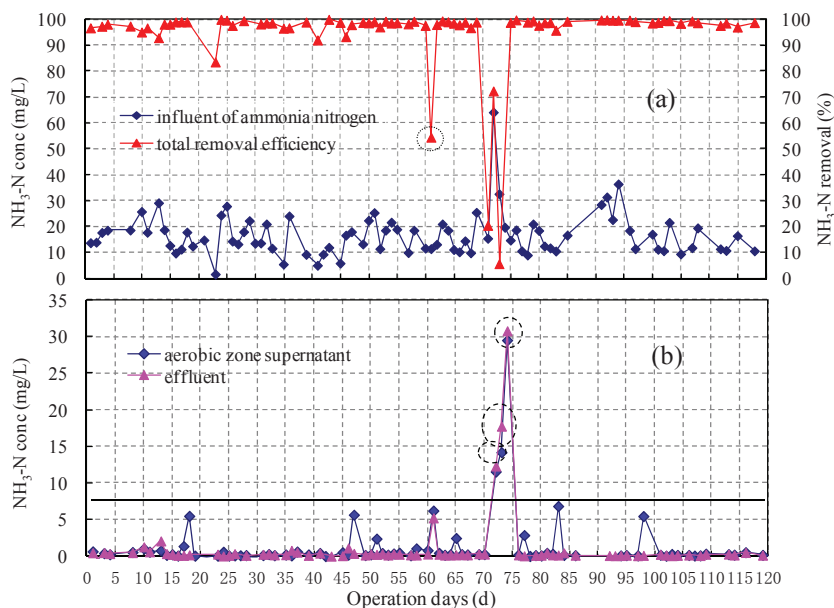 100 90 80 70 60 50 40 30 20 10 0
NH3-N conc (mg/L)
(a)
influent of ammonia nitrogen
total removal efficiency
100 90 80 70 60 50 40 30 20 10 0
NH3-N removal (%)
35 30 25 20 15 10 5 0
NH3-N conc (mg/L)
(b)
aerobic zone supernatant
effluent
0 5 10 15 20 25 30 35 40 45 50 55 60 65 70 75 80 85 90 95 100 105 110 115 120
Operation days (d)